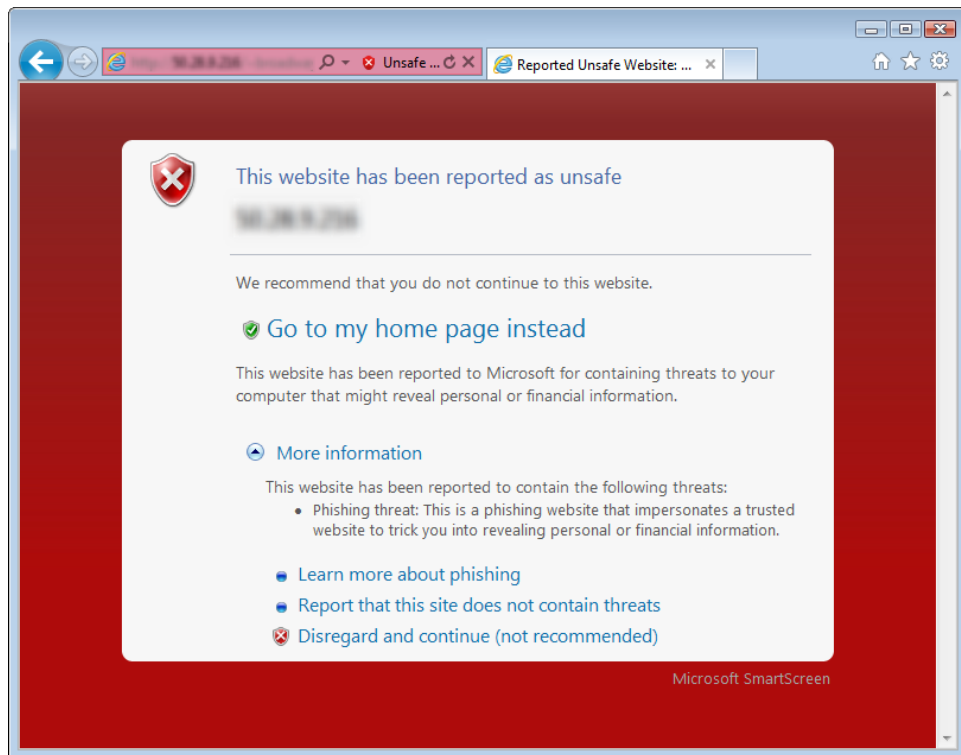 Unsafe ...
Reported Unsafe Website: ...
This website has been reported as unsafe
We recommend that you do not continue to this website.
Go to my home page instead
This website has been reported to Microsoft for containing threats to your
computer that might reveal personal or financial information.
More information
This website has been reported to contain the following threats:
• Phishing threat: This is a phishing website that impersonates a trusted
website to trick you into revealing personal or financial information.
Learn more about phishing
Report that this site does not contain threats
Disregard and continue (not recommended)
Microsoft SmartScreen